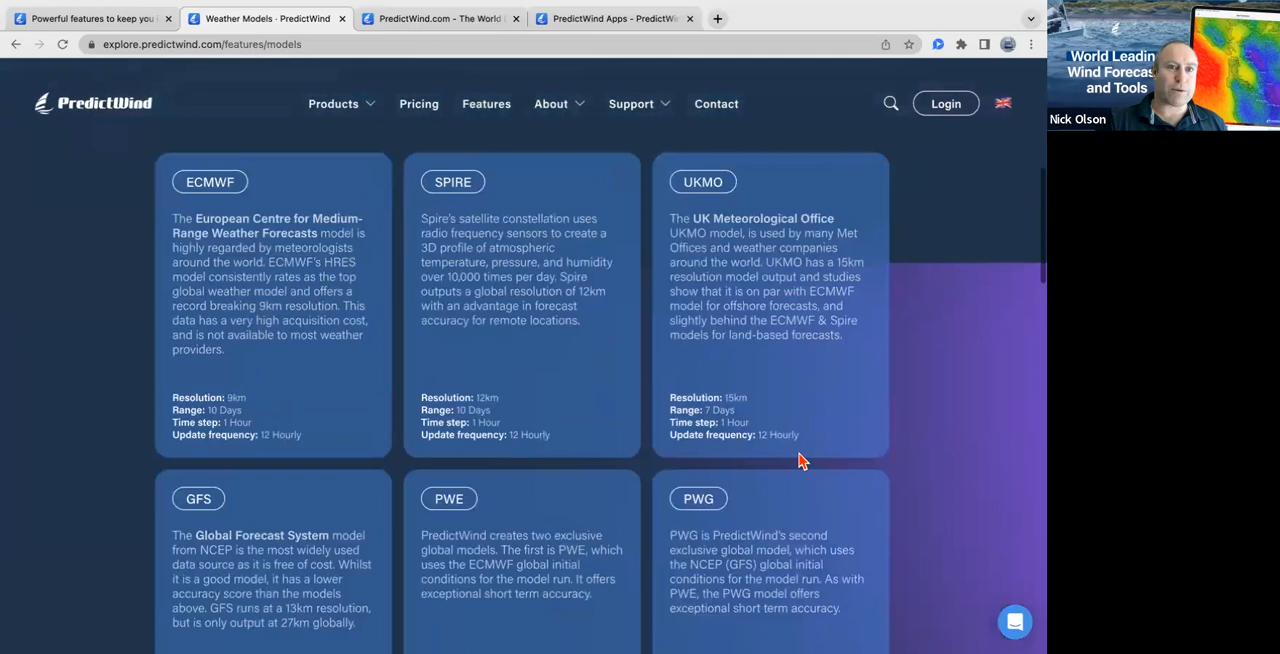 Powerful features to keep you i
Weather Models · PredictWind
PredictWind.com - The World L
PredictWind Apps - PredictWin
explore.predictwind.com/features/models
World Leadin
Wind Forecas
and Tools
Nick Olson
PredictWind
Products
Pricing
Features
About
Support
Contact
Login
ECMWF
The European Centre for Medium-
Range Weather Forecasts model is
highly regarded by meteorologists
around the world. ECMWF's HRES
model consistently rates as the top
global weather model and offers a
record breaking 9km resolution. This
data has a very high acquisition cost,
and is not available to most weather
providers.
Resolution: 9km
Range: 10 Days
Time step: 1 Hour
Update frequency: 12 Hourly
SPIRE
Spire's satellite constellation uses
radio frequency sensors to create a
3D profile of atmospheric
temperature, pressure, and humidity
over 10,000 times per day. Spire
outputs a global resolution of 12km
with an advantage in forecast
accuracy for remote locations.
Resolution: 12km
Range: 10 Days
Time step: 1 Hour
Update frequency: 12 Hourly
UKMO
The UK Meteorological Office
UKMO model, is used by many Met
Offices and weather companies
around the world. UKMO has a 15km
resolution model output and studies
show that it is on par with ECMWF
model for offshore forecasts, and
slightly behind the ECMWF & Spire
models for land-based forecasts.
Resolution: 15km
Range: 7 Days
Time step: 1 Hour
Update frequency: 12 Hourly
GFS
The Global Forecast System model
from NCEP is the most widely used
data source as it is free of cost. Whilst
it is a good model, it has a lower
accuracy score than the models
above. GFS runs at a 13km resolution,
but is only output at 27km globally.
PWE
PredictWind creates two exclusive
global models. The first is PWE, which
uses the ECMWF global initial
conditions for the model run. It offers
exceptional short term accuracy.
PWG
PWG is PredictWind's second
exclusive global model, which uses
the NCEP (GFS) global initial
conditions for the model run. As with
PWE, the PWG model offers
exceptional short term accuracy.